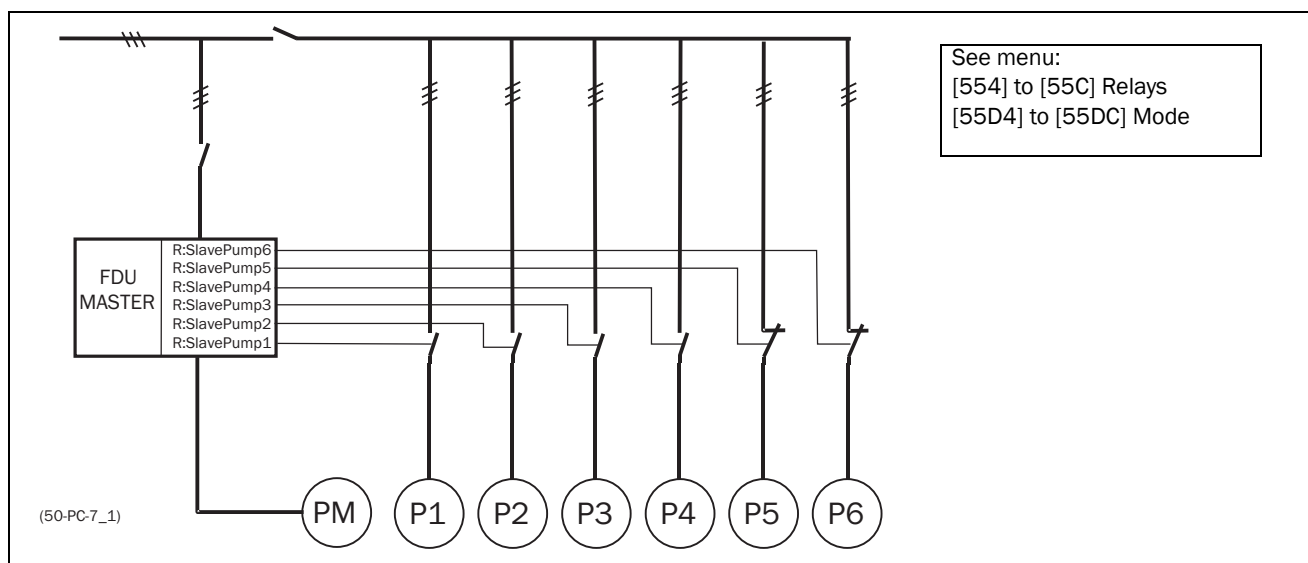 See menu:
[554] to [55C] Relays
[55D4] to [55DC] Mode
FDU
MASTER
R:SlavePump6
R:SlavePump5
R:SlavePump4
R:SlavePump3
R:SlavePump2
R:SlavePump1
PM
P1
P2
P3
P4
P5
P6
(50-PC-7_1)